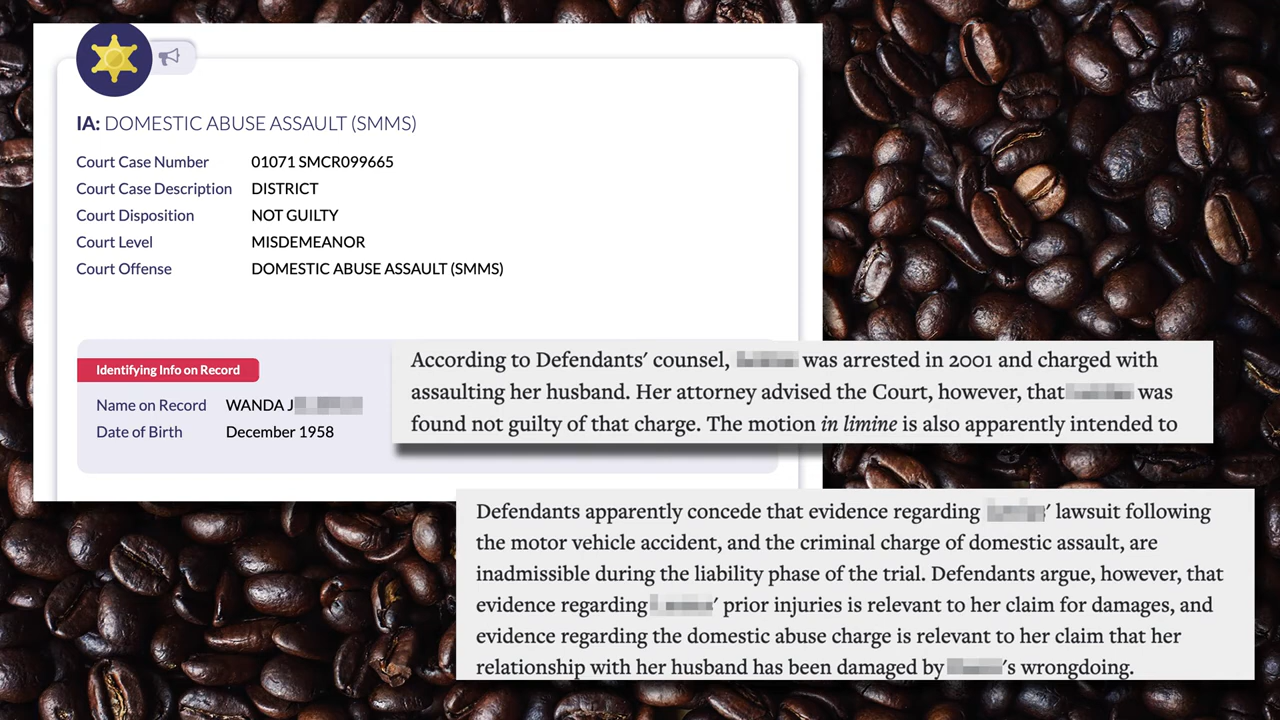 IA: DOMESTIC ABUSE ASSAULT (SMMS)
Court Case Number 01071 SMCR099665
Court Case Description DISTRICT
Court Disposition NOT GUILTY
Court Level MISDEMEANOR
Court Offense DOMESTIC ABUSE ASSAULT (SMMS)
Identifying Info on Record
Name on Record WANDA J
Date of Birth December 1958
According to Defendants' counsel, was arrested in 2001 and charged with
assaulting her husband. Her attorney advised the Court, however, that was
found not guilty of that charge. The motion in limine is also apparently intended to
Defendants apparently concede that evidence regarding ' lawsuit following
the motor vehicle accident, and the criminal charge of domestic assault, are
inadmissible during the liability phase of the trial. Defendants argue, however, that
evidence regarding ' prior injuries is relevant to her claim for damages, and
evidence regarding the domestic abuse charge is relevant to her claim that her
relationship with her husband has been damaged by 's wrongdoing.